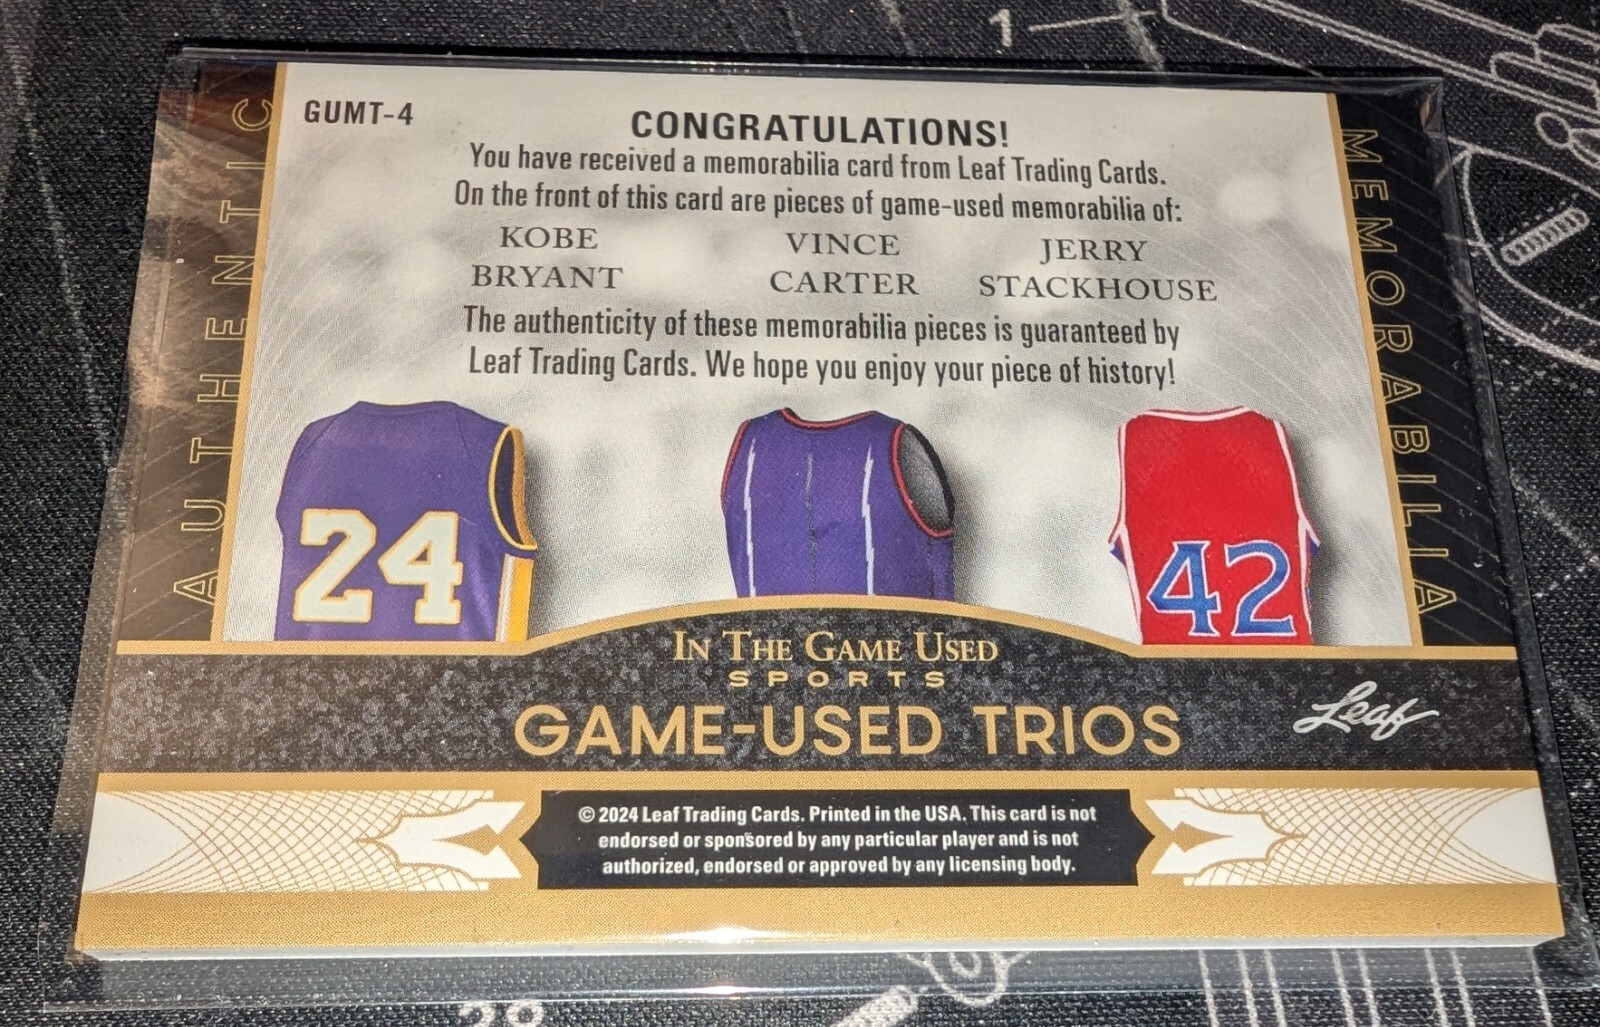 1
GUMT-4
CONGRATULATIONS!
You have received a memorabilia card from Leaf Trading Cards.
On the front of this card are pieces of game-used memorabilia of:
KOBE BRYANT
VINCE CARTER
JERRY STACKHOUSE
The authenticity of these memorabilia pieces is guaranteed by
Leaf Trading Cards. We hope you enjoy your piece of history!
AUTHENTIC
MEMORABILIA
24
42
IN THE GAME USED
SPORTS
GAME-USED TRIOS
Leaf
© 2024 Leaf Trading Cards. Printed in the USA. This card is not
endorsed or sponsored by any particular player and is not
authorized, endorsed or approved by any licensing body.
28